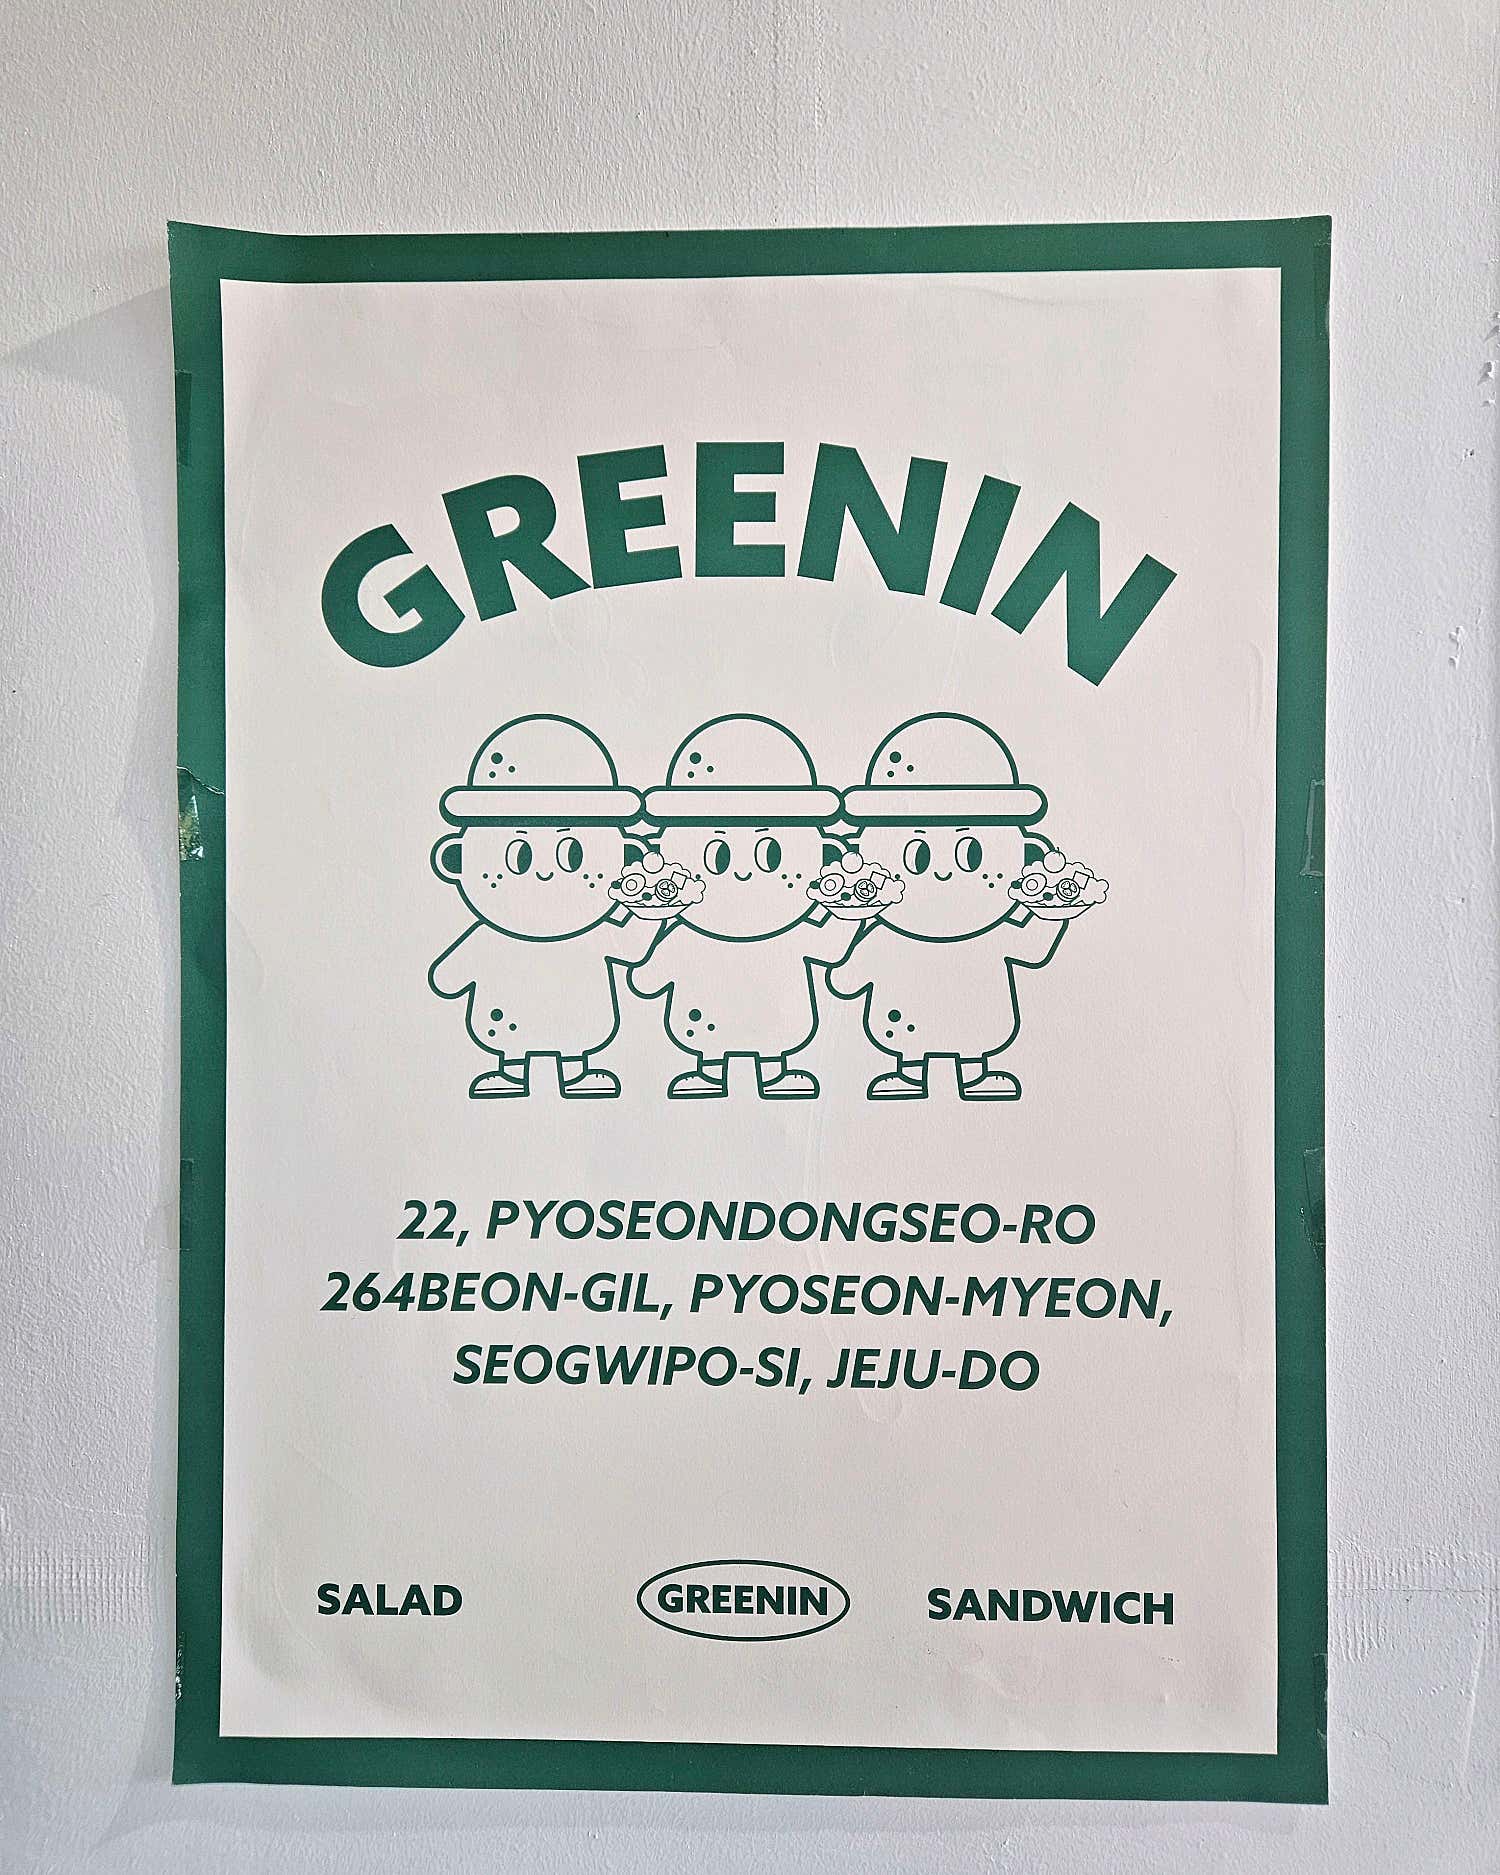 GREENIN
22, PYOSEONDONGSEO-RO
264BEON-GIL, PYOSEON-MYEON,
SEOGWIPO-SI, JEJU-DO
SALAD GREENIN SANDWICH